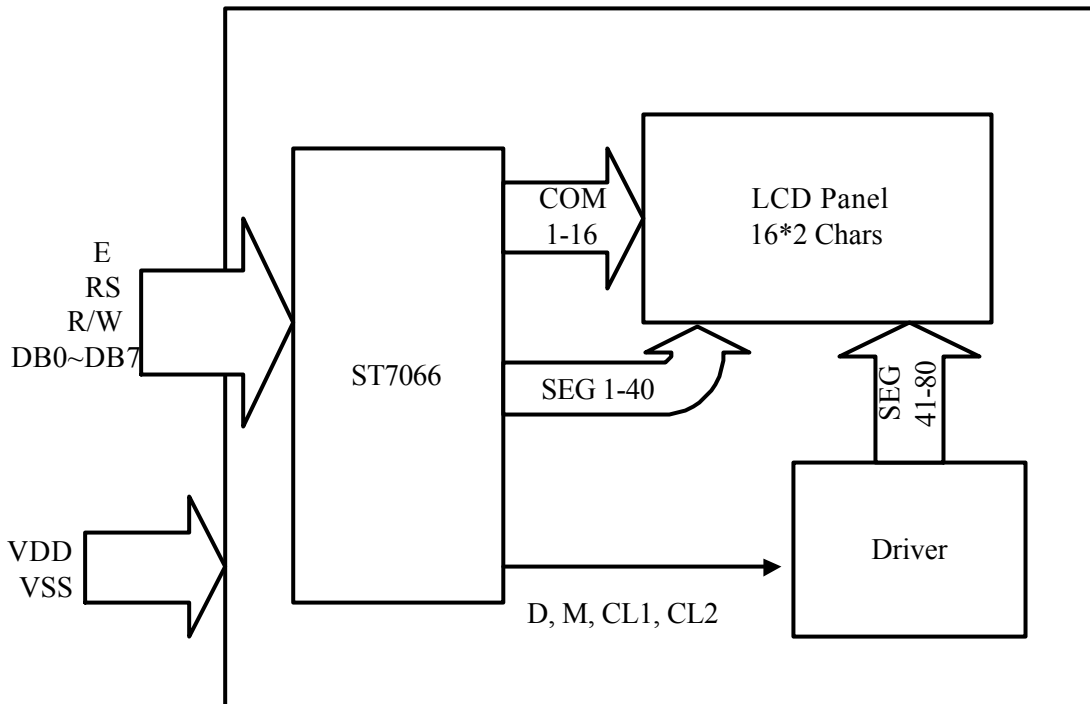 E
RS
R/W
DB0~DB7
VDD
VSS
ST7066
COM
1-16
SEG 1-40
D, M, CL1, CL2
LCD Panel
16*2 Chars
SEG
41-80
Driver